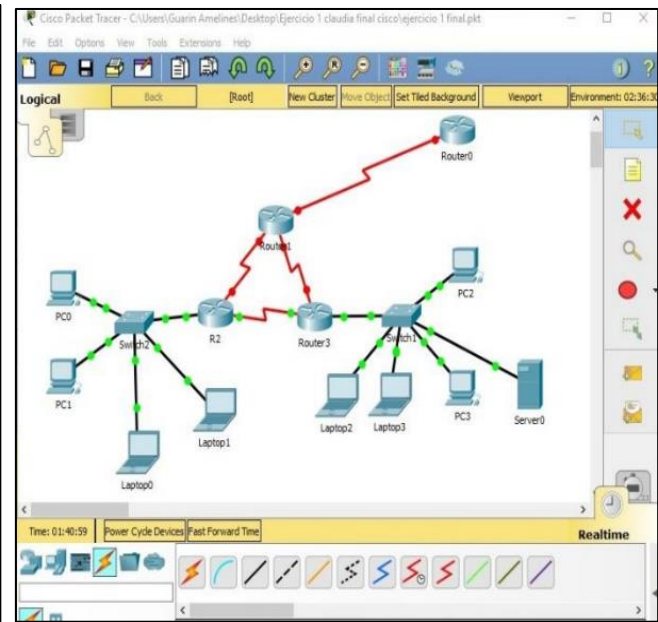 Cisco Packet Tracer - C:\Users\Guarin Amelines\Desktop\Ejercicio 1 claudia final cisco\ejercicio 1 final.pkt
File Edit Options View Tools Extensions Help
Logical Back [Root] New Cluster Move Object Set Tiled Background Viewport Environment: 02:36:30
Router0
Router1
PC2
PC0
Switch2
R2
Router3
Switch1
PC1
Laptop1
Laptop2
Laptop3
PC3
Server0
Laptop0
Time: 01:40:59 Power Cycle Devices Fast Forward Time Realtime